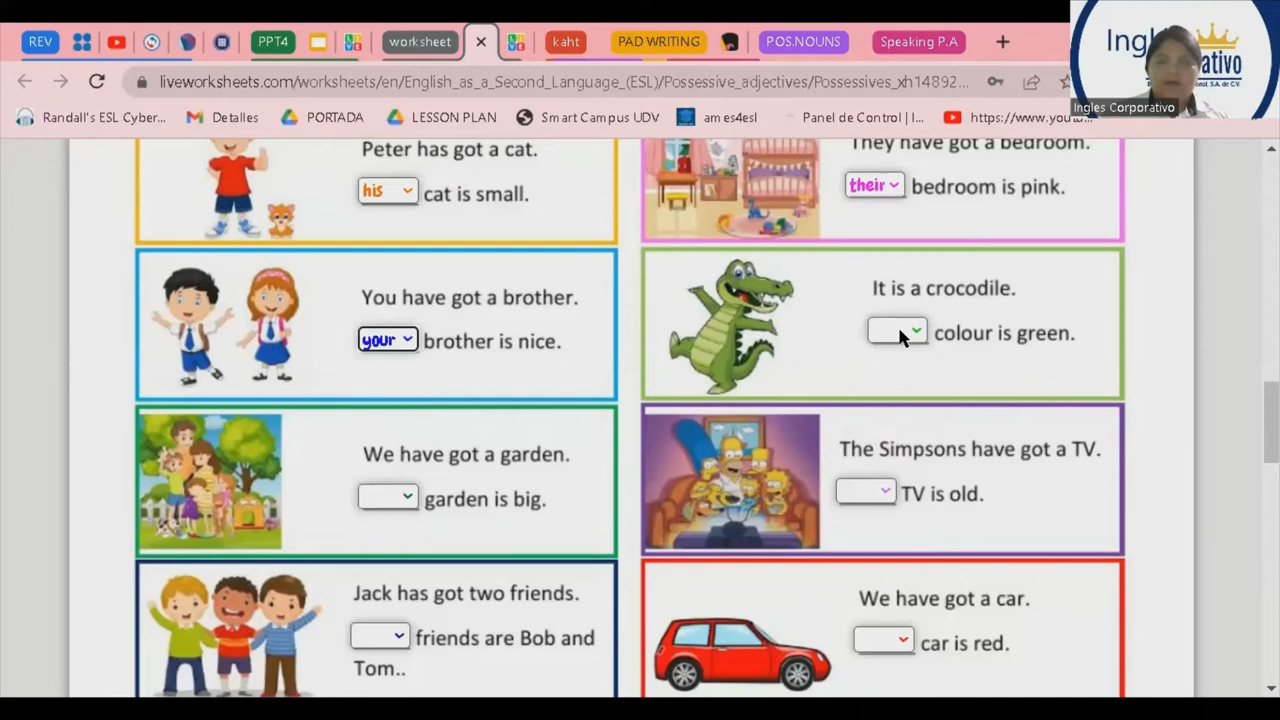 REV
PPT4
worksheet
kaht
PAD WRITING
POS.NOUNS
Speaking P.A
liveworksheets.com/worksheets/en/English_as_a_Second_Language_(ESL)/Possessive_adjectives/Possessives_xh14892...
Ingles Corporativo
Randall's ESL Cyber...
Detalles
PORTADA
LESSON PLAN
Smart Campus UDV
am es4esl
Panel de Control | I...
Peter has got a cat.
his cat is small.
They have got a bedroom.
their bedroom is pink.
You have got a brother.
your brother is nice.
It is a crocodile.
colour is green.
We have got a garden.
garden is big.
The Simpsons have got a TV.
TV is old.
Jack has got two friends.
friends are Bob and
Tom..
We have got a car.
car is red.